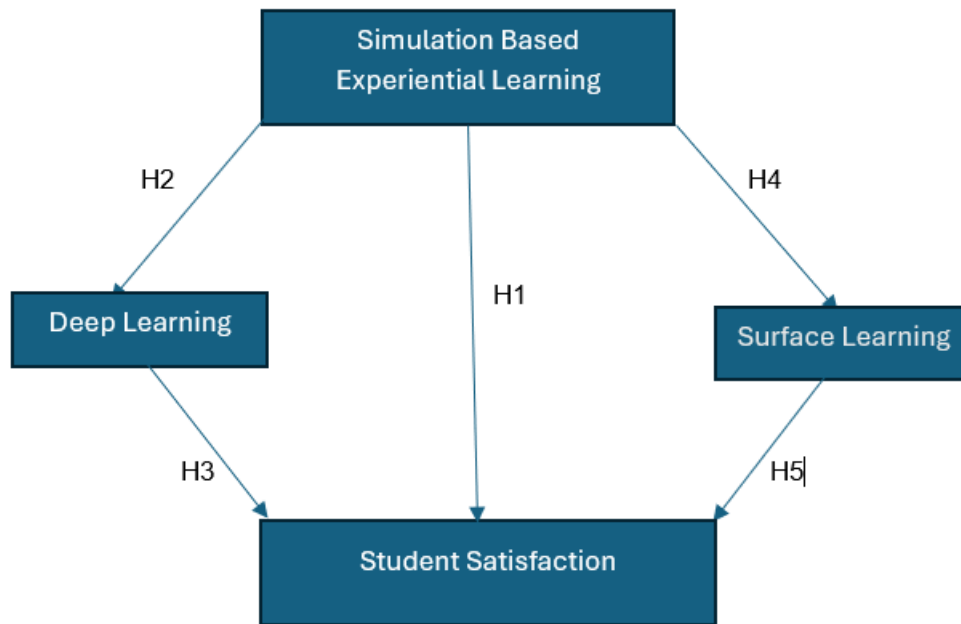 Simulation Based
Experiential Learning
H2
H4
H1
Deep Learning
Surface Learning
H3
H5
Student Satisfaction